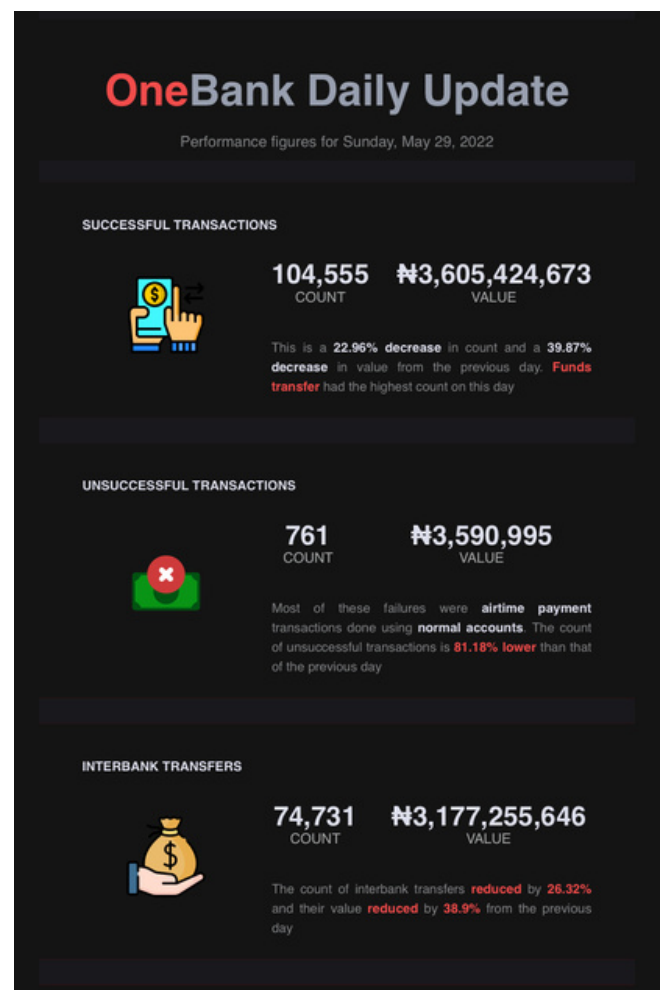 OneBank Daily Update
Performance figures for Sunday, May 29, 2022
SUCCESSFUL TRANSACTIONS
104,555 ₦3,605,424,673
COUNT VALUE
This is a 22.96% decrease in count and a 39.87%
decrease in value from the previous day. Funds
transfer had the highest count on this day
UNSUCCESSFUL TRANSACTIONS
761 ₦3,590,995
COUNT VALUE
Most of these failures were airtime payment
transactions done using normal accounts. The count
of unsuccessful transactions is 81.18% lower than that
of the previous day
INTERBANK TRANSFERS
74,731 ₦3,177,255,646
COUNT VALUE
The count of interbank transfers reduced by 26.32%
and their value reduced by 38.9% from the previous
day